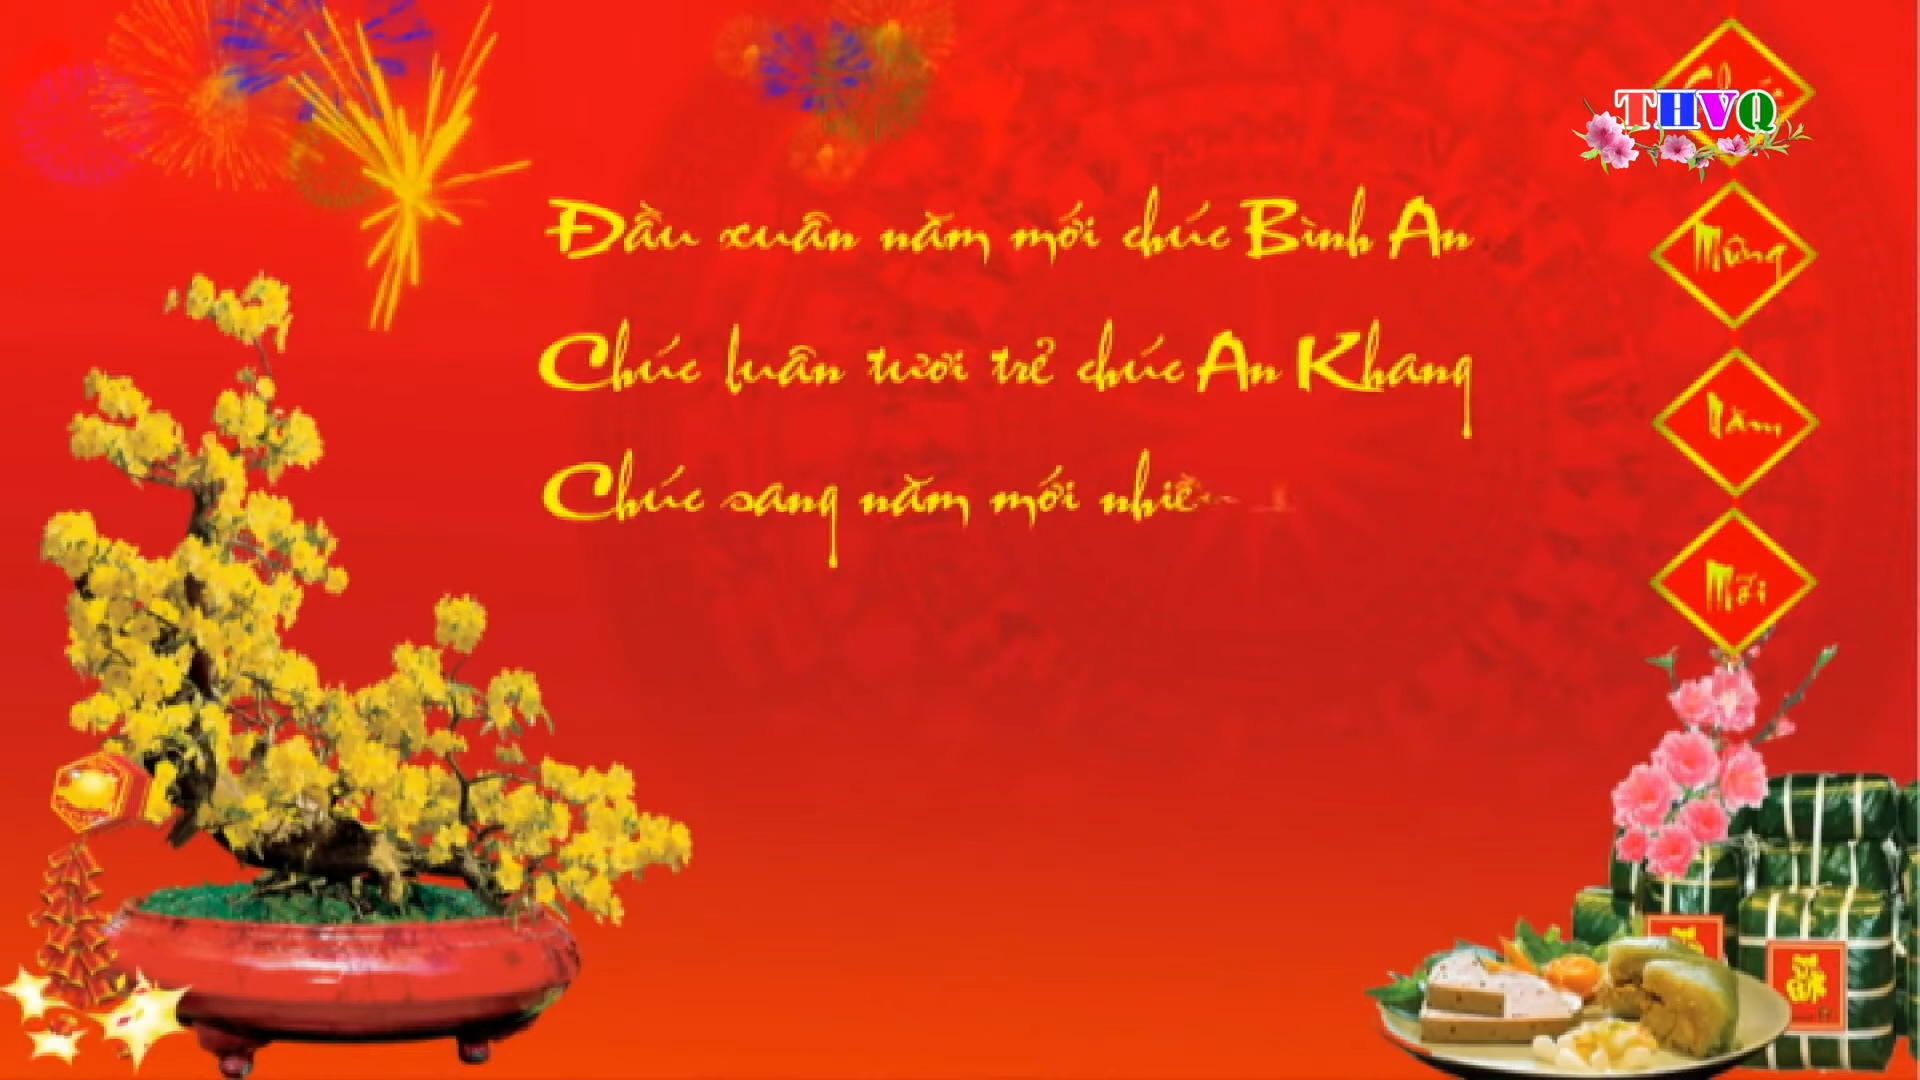 Đầu xuân năm mới chúc Bình An
Chúc luân tươi trẻ chúc An Khang
Chúc sang năm mới nhiều
THVQ
Mừng
Năm
Mới